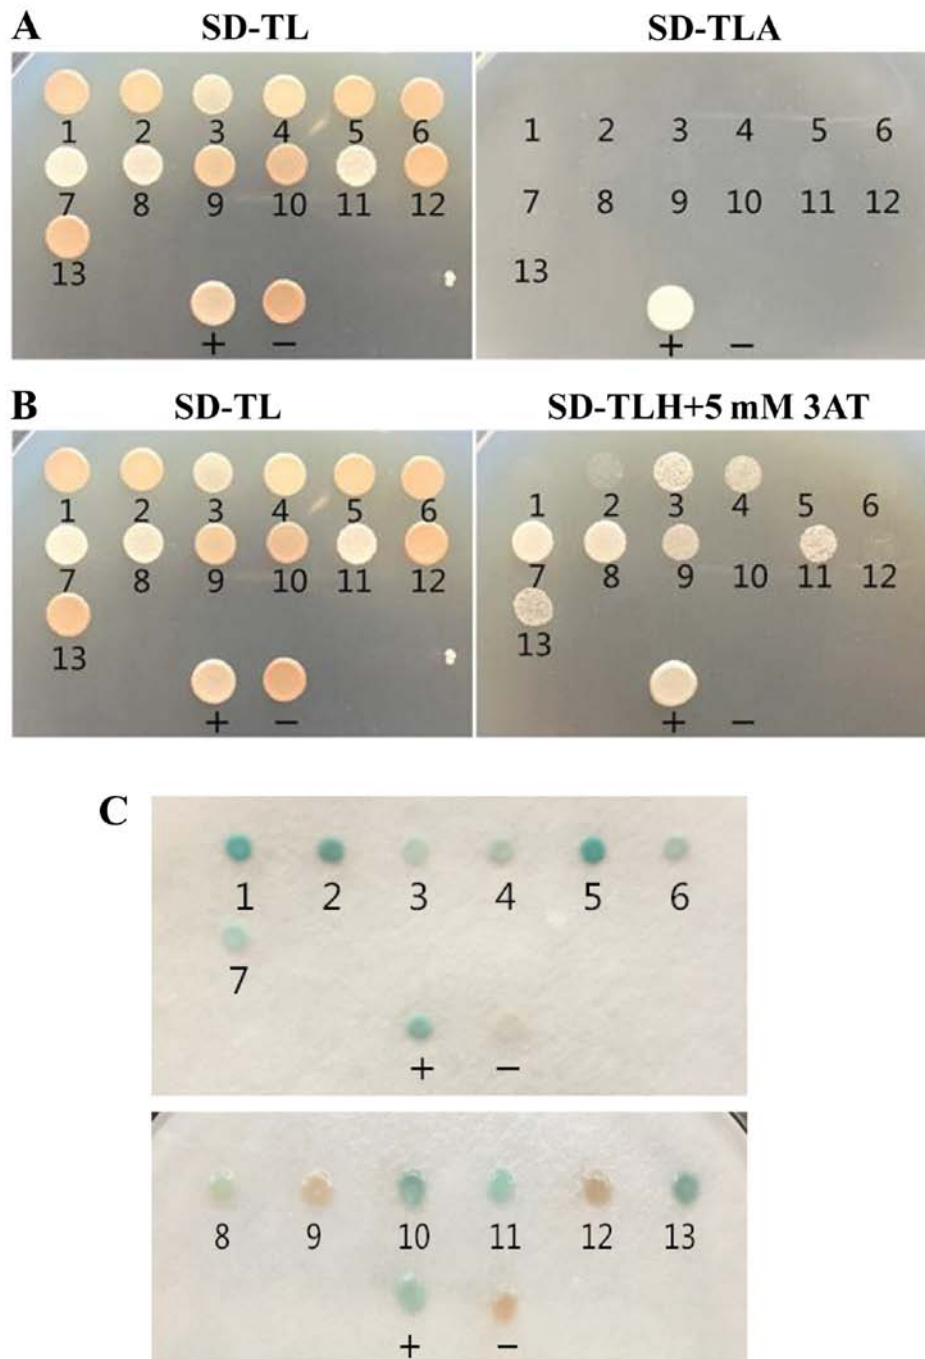 A SD-TL SD-TLA
1 2 3 4 5 6 1 2 3 4 5 6
7 8 9 10 11 12 7 8 9 10 11 12
13 13
+ − + −
B SD-TL SD-TLH+5 mM 3AT
1 2 3 4 5 6 1 2 3 4 5 6
7 8 9 10 11 12 7 8 9 10 11 12
13 13
+ − + −
C
1 2 3 4 5 6
7
+ −
8 9 10 11 12 13
+ −